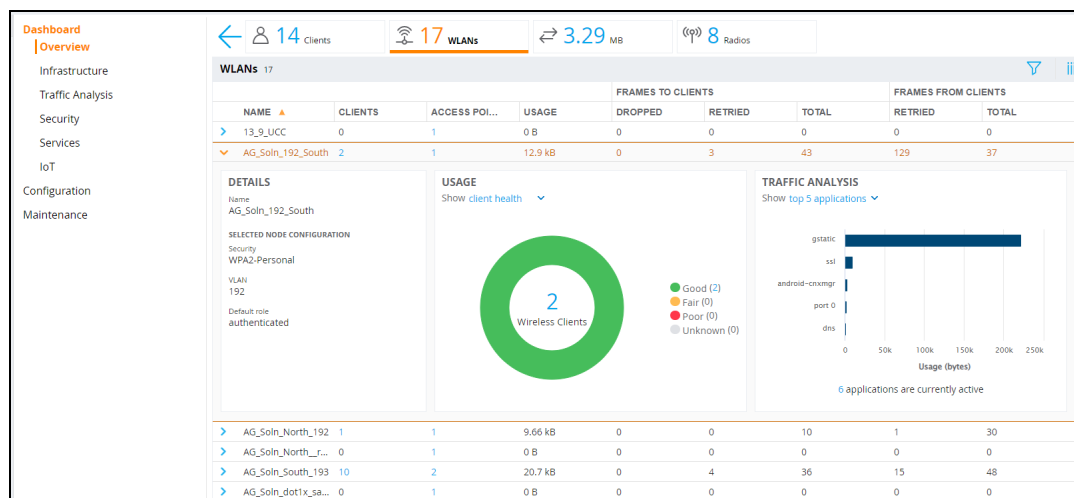 Dashboard
Overview
Infrastructure
Traffic Analysis
Security
Services
IoT
Configuration
Maintenance
14 Clients 17 WLANs 3.29 MB 8 Radios
WLANs 17
FRAMES TO CLIENTS FRAMES FROM CLIENTS
NAME CLIENTS ACCESS POI... USAGE DROPPED RETRIED TOTAL RETRIED TOTAL
13_9_UCC 0 1 0 B 0 0 0 0 0
AG_Soln_192_South 2 1 12.9 kB 0 3 43 129 37
DETAILS
Name
AG_Soln_192_South
SELECTED NODE CONFIGURATION
Security
WPA2-Personal
VLAN
192
Default role
authenticated
USAGE
Show client health
2
Wireless Clients
Good (2)
Fair (0)
Poor (0)
Unknown (0)
TRAFFIC ANALYSIS
Show top 5 applications
gstatic
ssl
android-cnxmgr
port 0
dns
0 50k 100k 150k 200k 250k
Usage (bytes)
6 applications are currently active
AG_Soln_North_192 1 1 9.66 kB 0 0 10 1 30
AG_Soln_North__r... 0 1 0 B 0 0 0 0 0
AG_Soln_South_193 10 2 20.7 kB 0 4 36 15 48
AG_Soln_dot1x_sa... 0 1 0 B 0 0 0 0 0